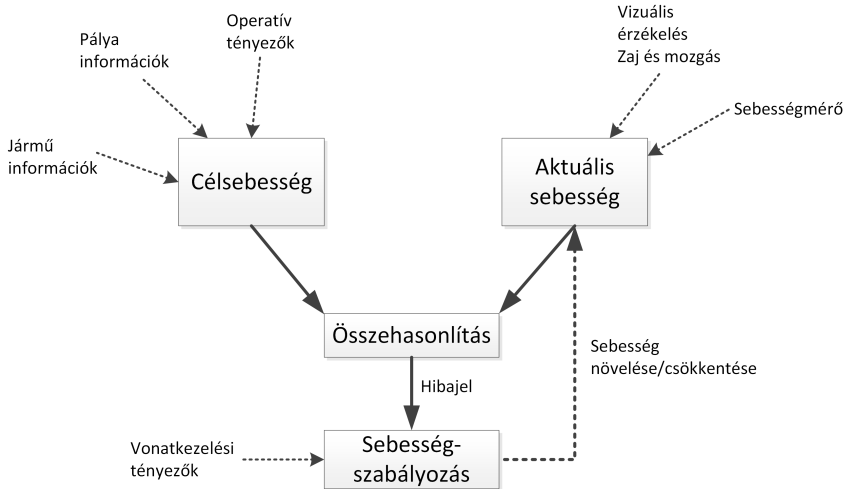 Operatív
tényezők
Pálya
információk
Jármű
információk
Célsebesség
Vizuális
érzékelés
Zaj és mozgás
Sebességmérő
Aktuális
sebesség
Összehasonlítás
Hibajel
Sebesség
növelése/csökkentése
Vonatkezelési
tényezők
Sebesség-
szabályozás